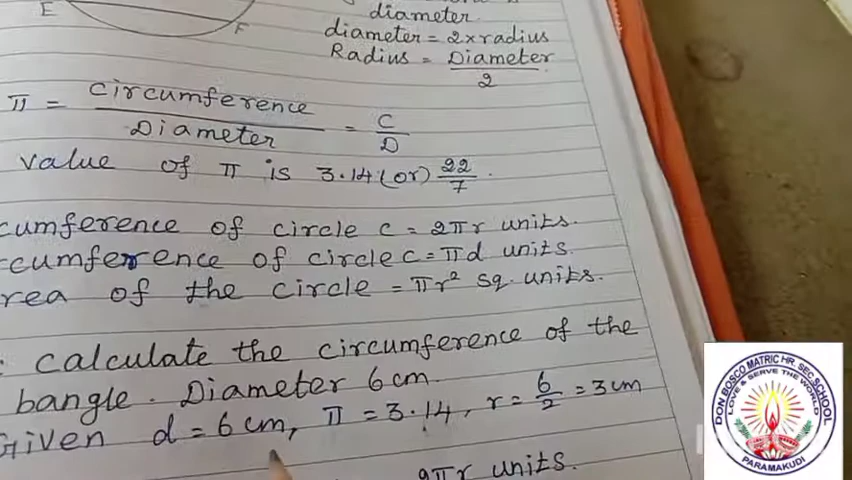 E
F
diameter
diameter = 2 x radius
Radius = Diameter / 2
π = circumference / Diameter = C / D
value of π is 3.14 (or) 22/7.
cumference of circle c = 2πr units.
cumference of circle c = πd units.
rea of the circle = πr² sq. units.
: calculate the circumference of the
bangle. Diameter 6cm.
Given d = 6 cm, π = 3.14, r = 6/2 = 3 cm
2πr units.
DON BOSCO MATRIC HR. SEC SCHOOL
LOVE & SERVE THE WORLD
PARAMAKUDI